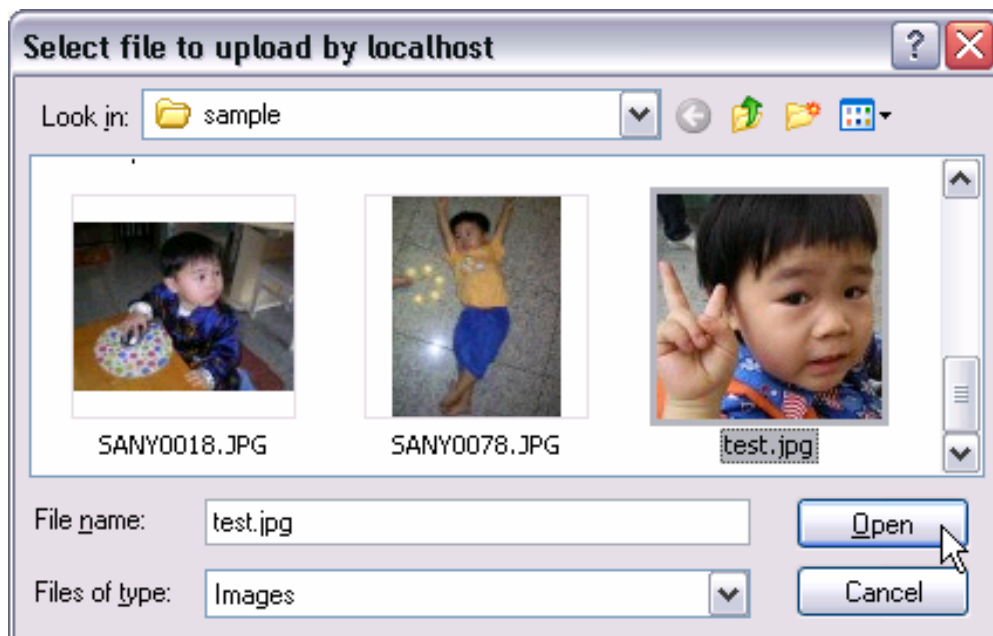 Select file to upload by localhost
Look in: sample
SANY0018.JPG SANY0078.JPG test.jpg
File name: test.jpg Open
Files of type: Images Cancel